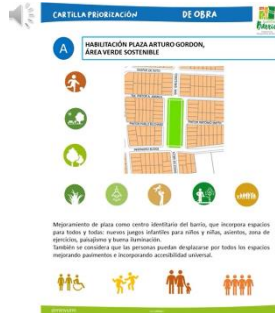 CARTILLA PRIORIZACIÓN DE OBRA
A
HABILITACIÓN PLAZA ARTURO GORDON,
ÁREA VERDE SOSTENIBLE
Mejoramiento de plaza como centro identitario del barrio, que incorpora espacios
para todos y todas: nuevos juegos infantiles para niños y niñas, asientos, zona de
ejercicios, paisajismo y buena iluminación.
También se considera que las personas puedan desplazarse por todos los espacios
mejorando pavimentos e incorporando accesibilidad universal.